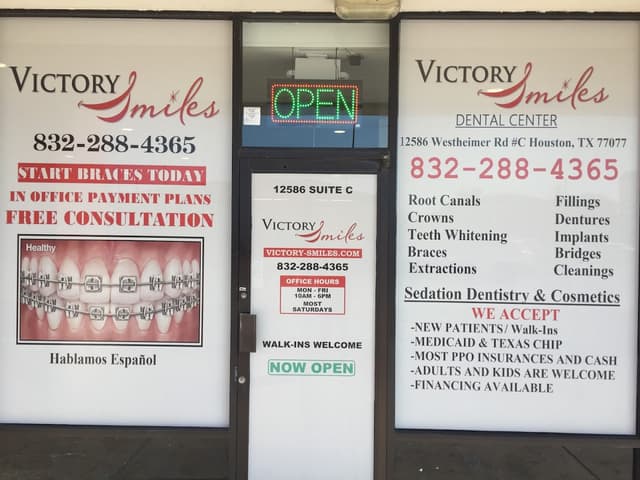 VICTORY Smiles
832-288-4365
START BRACES TODAY
IN OFFICE PAYMENT PLANS
FREE CONSULTATION
Healthy
Hablamos Español
OPEN
12586 SUITE C
VICTORY Smiles
VICTORY-SMILES.COM
832-288-4365
OFFICE HOURS
MON - FRI
10AM - 6PM
MOST
SATURDAYS
WALK-INS WELCOME
NOW OPEN
VICTORY Smiles
DENTAL CENTER
12586 Westheimer Rd #C Houston, TX 77077
832-288-4365
Root Canals
Crowns
Teeth Whitening
Braces
Extractions
Fillings
Dentures
Implants
Bridges
Cleanings
Sedation Dentistry & Cosmetics
WE ACCEPT
-NEW PATIENTS/ Walk-Ins
-MEDICAID & TEXAS CHIP
-MOST PPO INSURANCES AND CASH
-ADULTS AND KIDS ARE WELCOME
-FINANCING AVAILABLE